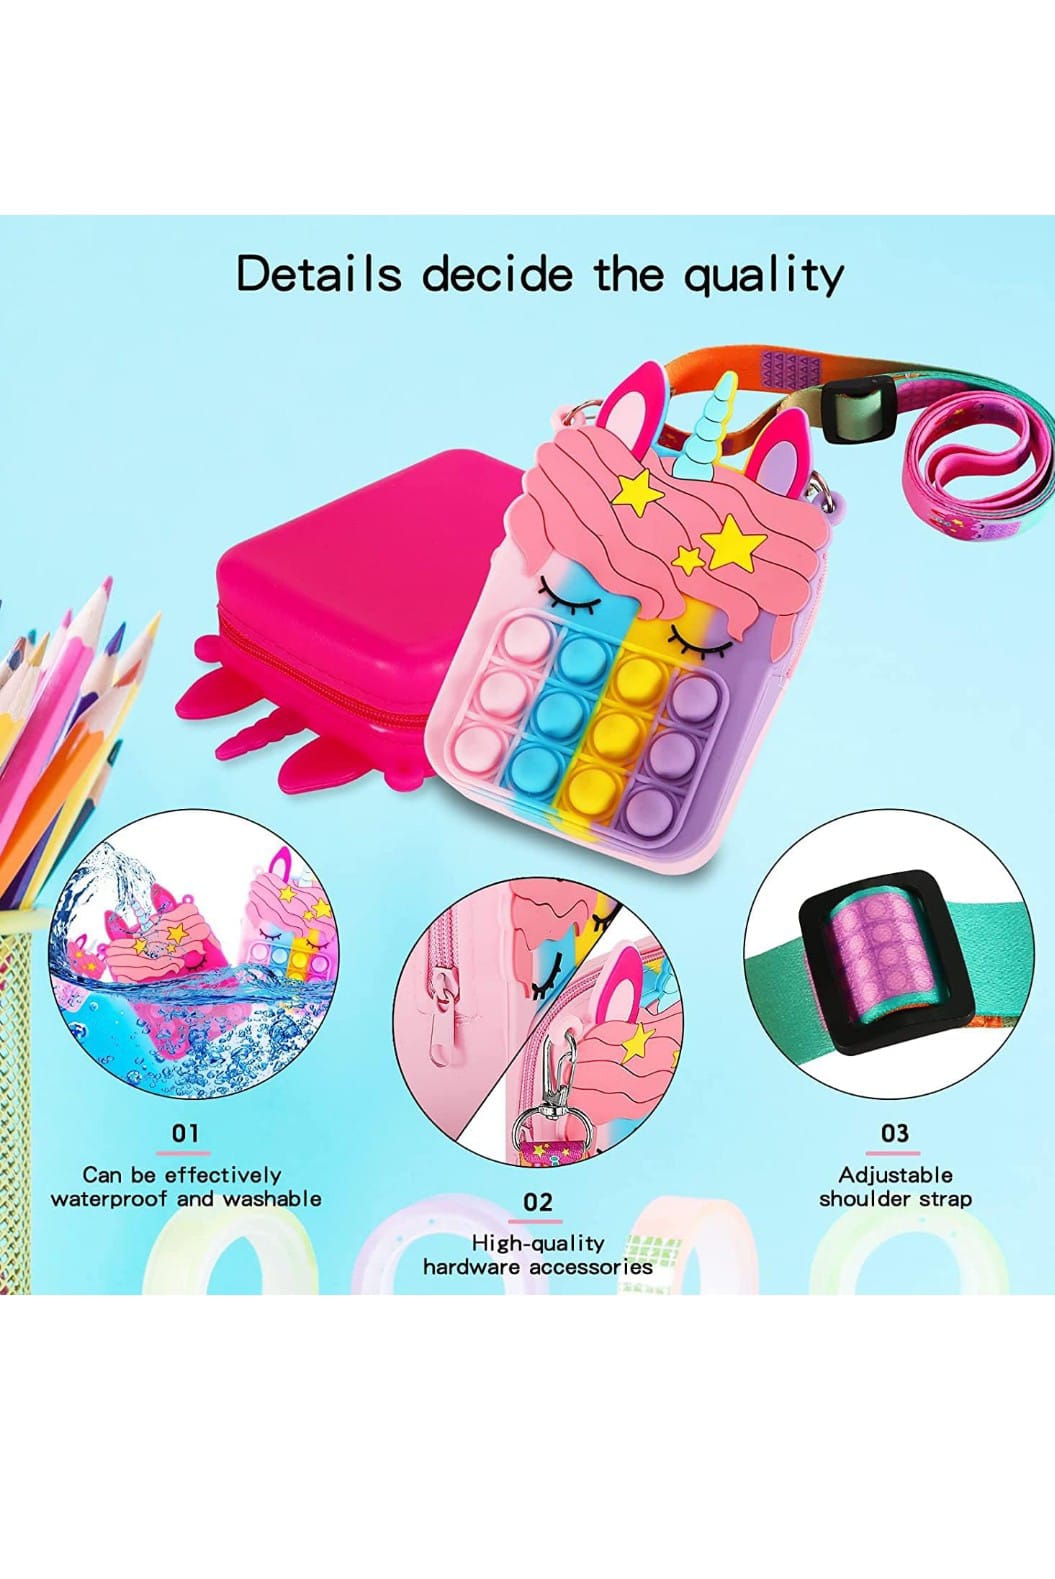 Details decide the quality
01
Can be effectively
waterproof and washable
02
High-quality
hardware accessories
03
Adjustable
shoulder strap